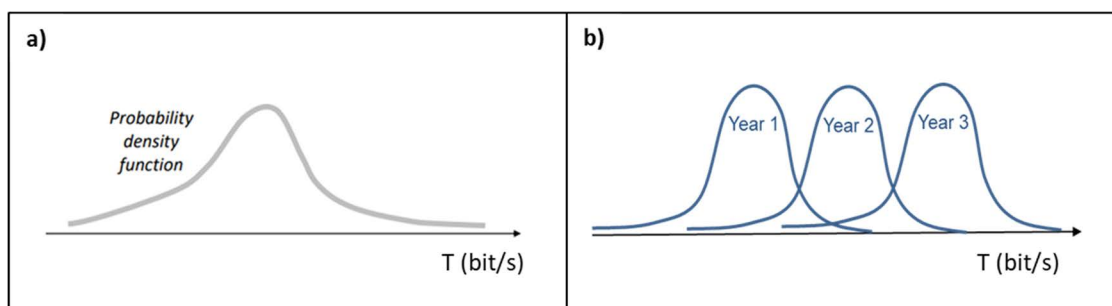 a)
Probability
density
function
T (bit/s)
b)
Year 1
Year 2
Year 3
T (bit/s)